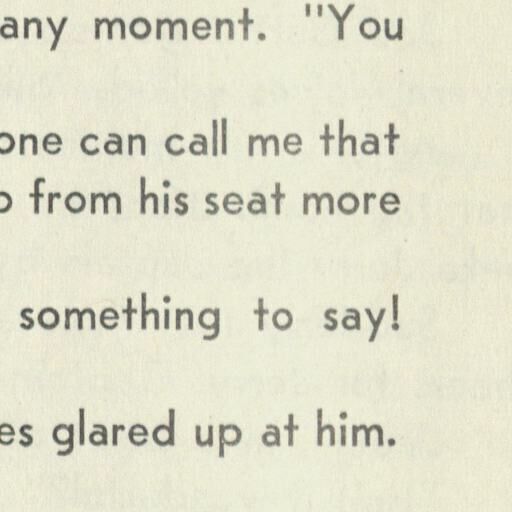 any moment. "You
one can call me that
from his seat more
something to say!
es glared up at him.